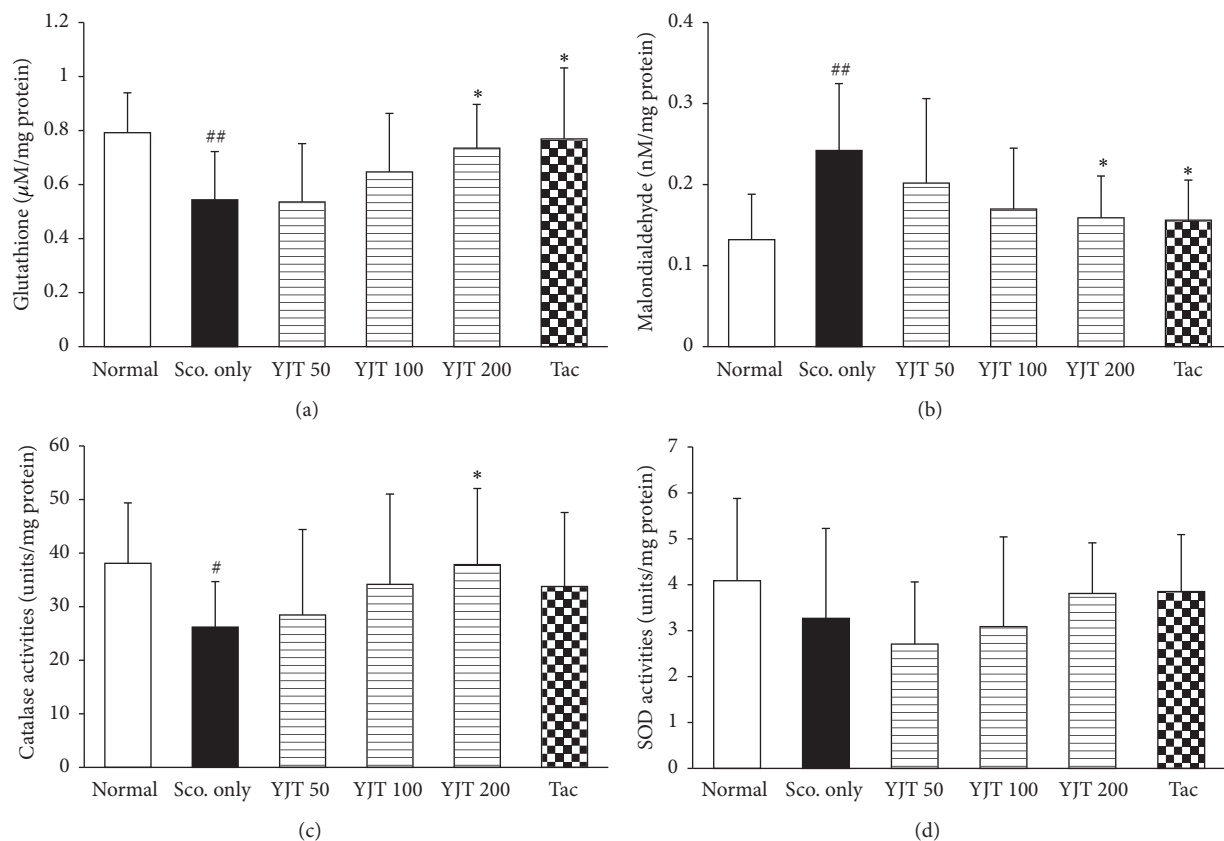 Glutathione (μM/mg protein)
1.2
1
0.8
0.6
0.4
0.2
0
##
*
*
Normal Sco. only YJT 50 YJT 100 YJT 200 Tac
(a)
Malondialdehyde (nM/mg protein)
0.4
0.3
0.2
0.1
0
##
*
*
Normal Sco. only YJT 50 YJT 100 YJT 200 Tac
(b)
Catalase activities (units/mg protein)
60
50
40
30
20
10
0
#
*
Normal Sco. only YJT 50 YJT 100 YJT 200 Tac
(c)
SOD activities (units/mg protein)
7
6
5
4
3
2
1
0
Normal Sco. only YJT 50 YJT 100 YJT 200 Tac
(d)